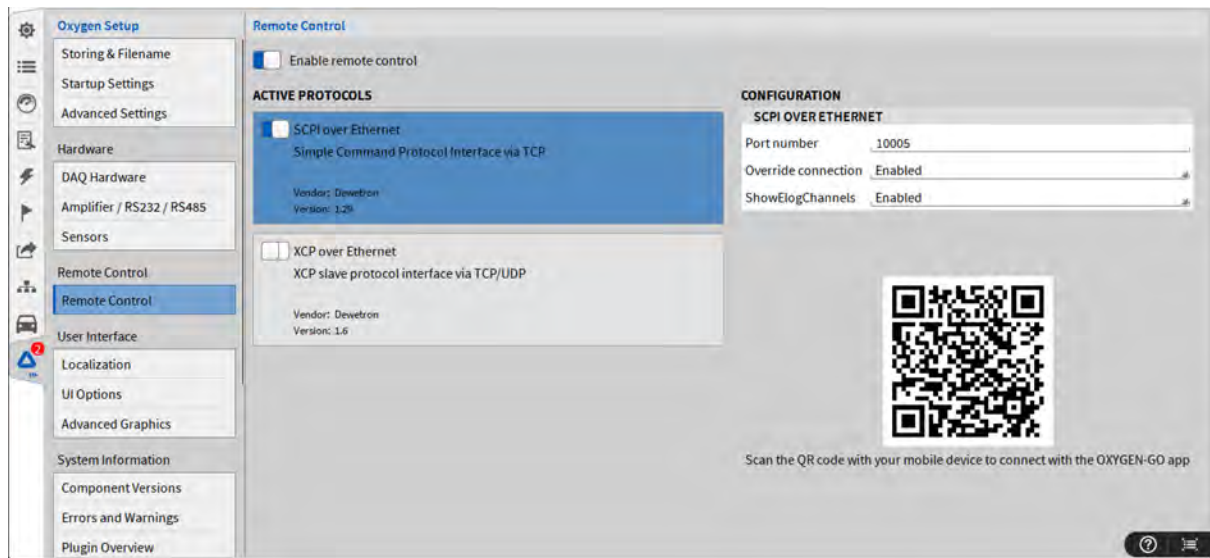 Oxygen Setup
Storing & Filename
Startup Settings
Advanced Settings
Hardware
DAQ Hardware
Amplifier / RS232 / RS485
Sensors
Remote Control
Remote Control
User Interface
Localization
UI Options
Advanced Graphics
System Information
Component Versions
Errors and Warnings
Plugin Overview
2
Remote Control
Enable remote control
ACTIVE PROTOCOLS
SCPI over Ethernet
Simple Command Protocol Interface via TCP
Vendor: Dewetron
Version: 1.29
XCP over Ethernet
XCP slave protocol interface via TCP/UDP
Vendor: Dewetron
Version: 1.6
CONFIGURATION
SCPI OVER ETHERNET
Port number 10005
Override connection Enabled
ShowElogChannels Enabled
Scan the QR code with your mobile device to connect with the OXYGEN-GO app